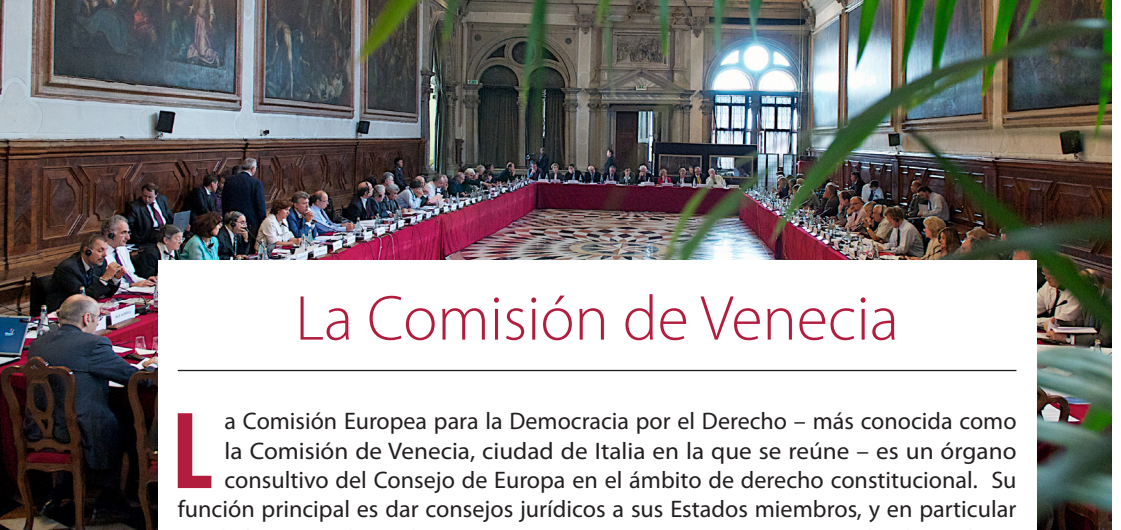 La Comisión de Venecia
La Comisión Europea para la Democracia por el Derecho – más conocida como
la Comisión de Venecia, ciudad de Italia en la que se reúne – es un órgano
consultivo del Consejo de Europa en el ámbito de derecho constitucional. Su
función principal es dar consejos jurídicos a sus Estados miembros, y en particular